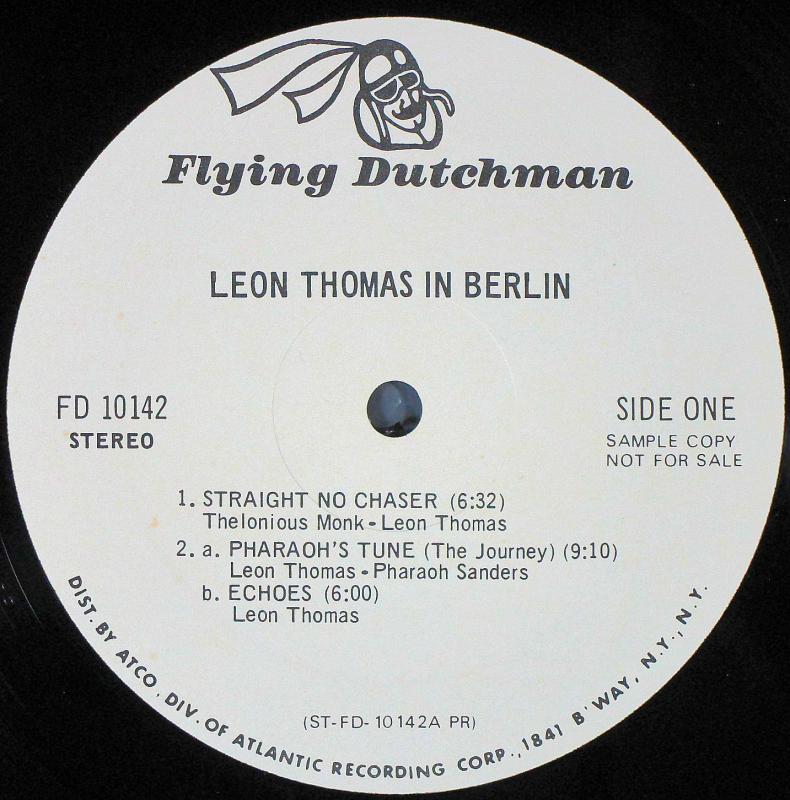 Flying Dutchman
LEON THOMAS IN BERLIN
FD 10142
STEREO
SIDE ONE
SAMPLE COPY
NOT FOR SALE
1. STRAIGHT NO CHASER (6:32)
Thelonious Monk - Leon Thomas
2. a. PHARAOH'S TUNE (The Journey) (9:10)
Leon Thomas - Pharaoh Sanders
b. ECHOES (6:00)
Leon Thomas
(ST-FD-10142A PR)
DIST. BY ATCO, DIV. OF ATLANTIC RECORDING CORP., 1841 B'WAY, N.Y., N.Y.